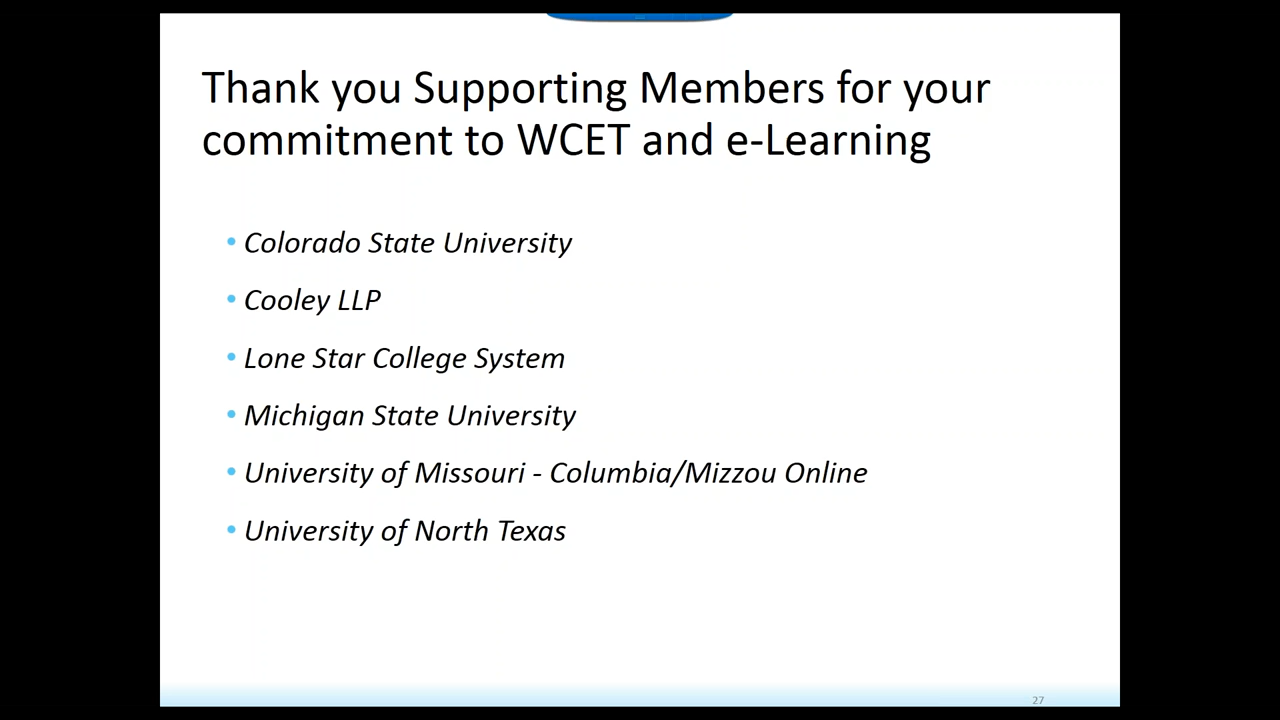 Thank you Supporting Members for your
commitment to WCET and e-Learning
• Colorado State University
• Cooley LLP
• Lone Star College System
• Michigan State University
• University of Missouri - Columbia/Mizzou Online
• University of North Texas
27